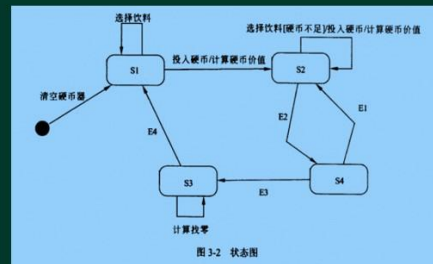 选择饮料
选择饮料[硬币不足]/投入硬币/计算硬币价值
S1
投入硬币/计算硬币价值
S2
清空硬币器
E4
E2
E1
S3
E3
S4
计算找零
图 3-2 状态图